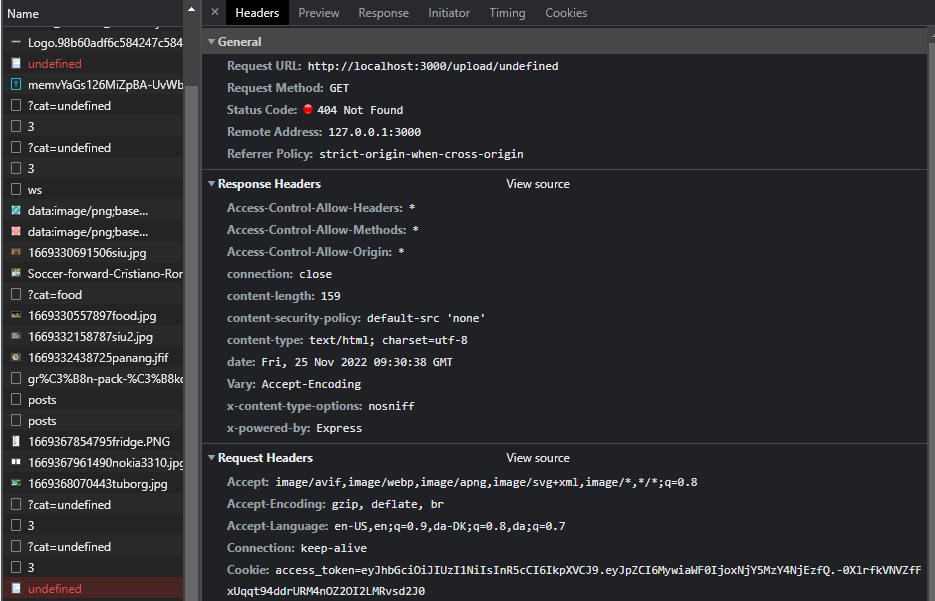 Name
Logo.98b60adf6c584247c584
undefined
memvYaGs126MiZpBA-UvWb
?cat=undefined
3
?cat=undefined
3
ws
data:image/png;base...
data:image/png;base...
1669330691506siu.jpg
Soccer-forward-Cristiano-Ror
?cat=food
1669330557897food.jpg
1669332158787siu2.jpg
1669332438725panang.jfif
gr%C3%B8n-pack-%C3%B8kc
posts
posts
1669367854795fridge.PNG
1669367961490nokia3310.jpg
1669368070443tuborg.jpg
?cat=undefined
3
?cat=undefined
3
undefined
Headers Preview Response Initiator Timing Cookies
General
Request URL: http://localhost:3000/upload/undefined
Request Method: GET
Status Code: 404 Not Found
Remote Address: 127.0.0.1:3000
Referrer Policy: strict-origin-when-cross-origin
Response Headers View source
Access-Control-Allow-Headers: *
Access-Control-Allow-Methods: *
Access-Control-Allow-Origin: *
connection: close
content-length: 159
content-security-policy: default-src 'none'
content-type: text/html; charset=utf-8
date: Fri, 25 Nov 2022 09:30:38 GMT
Vary: Accept-Encoding
x-content-type-options: nosniff
x-powered-by: Express
Request Headers View source
Accept: image/avif,image/webp,image/apng,image/svg+xml,image/*,*/*;q=0.8
Accept-Encoding: gzip, deflate, br
Accept-Language: en-US,en;q=0.9,da-DK;q=0.8,da;q=0.7
Connection: keep-alive
Cookie: access_token=eyJhbGciOiJIUzI1NiIsInR5cCI6IkpXVCJ9.eyJpZCI6MywiaWF0IjoxNjY5MzY4NjEzfQ.-0XlrfkVNVZfF
xUqqt94ddrURM4nOZ2OI2LMRvsd2J0